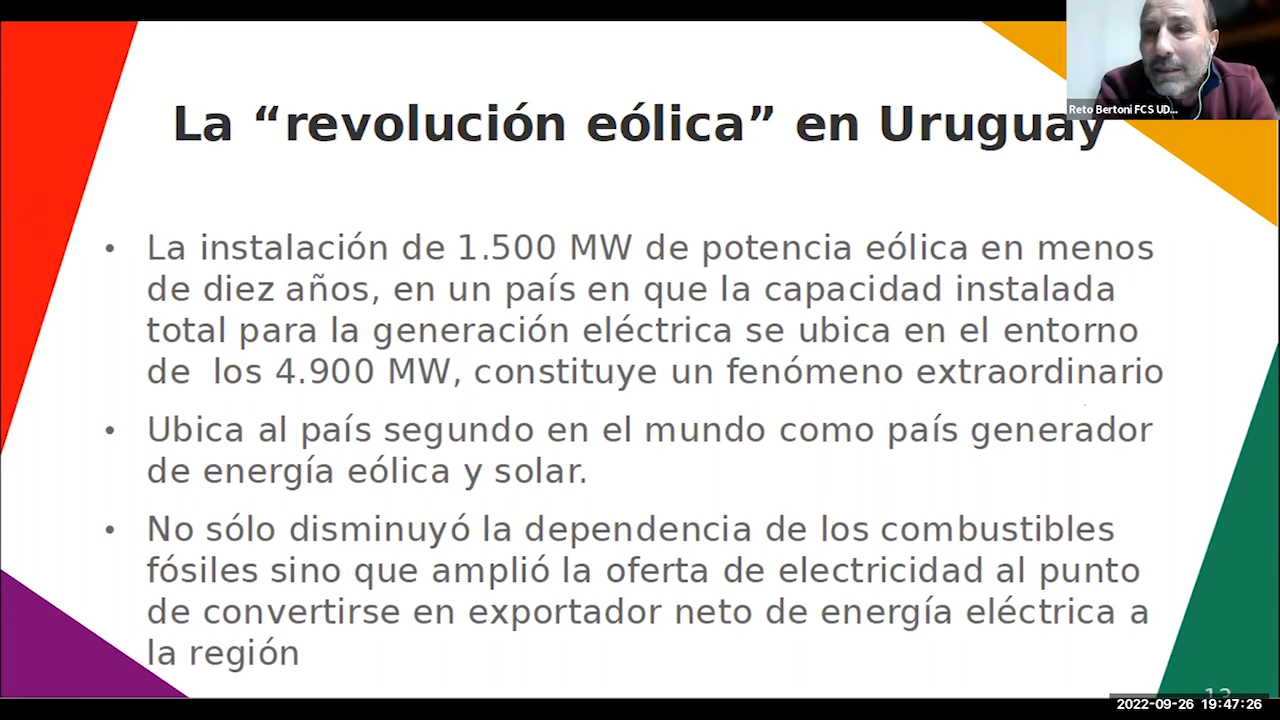 Reto Bertoni FCS UD...
La “revolución eólica” en Uruguay
• La instalación de 1.500 MW de potencia eólica en menos
de diez años, en un país en que la capacidad instalada
total para la generación eléctrica se ubica en el entorno
de los 4.900 MW, constituye un fenómeno extraordinario
• Ubica al país segundo en el mundo como país generador
de energía eólica y solar.
• No sólo disminuyó la dependencia de los combustibles
fósiles sino que amplió la oferta de electricidad al punto
de convertirse en exportador neto de energía eléctrica a
la región
13
2022-09-26 19:47:26